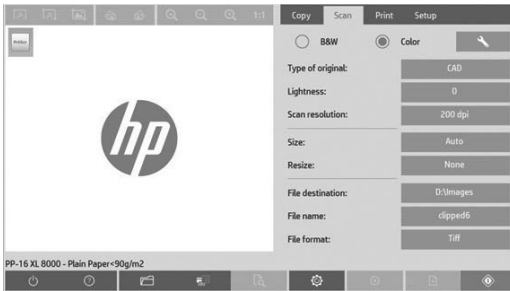 1:1
Copy Scan Print Setup
B&W Color
Type of original: CAD
Lightness: 0
Scan resolution: 200 dpi
Size: Auto
Resize: None
File destination: D:\Images
File name: clipped6
File format: Tiff
hp
PP-16 XL 8000 - Plain Paper<90g/m2